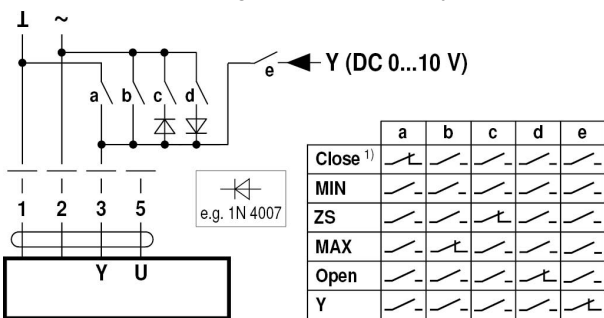 ⊥ ~
e Y (DC 0...10 V)
a b c d
1 2 3 5
e.g. 1N 4007
Y U
a b c d e
Close 1)
MIN
ZS
MAX
Open
Y